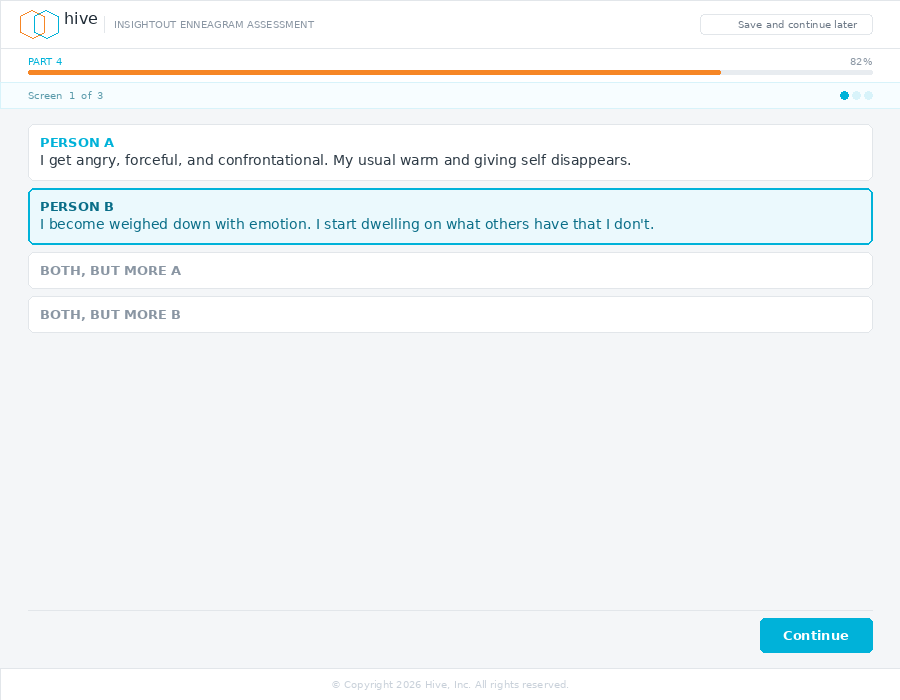 hive
INSIGHTOUT ENNEAGRAM ASSESSMENT
Save and continue later
PART 4
82%
Screen 1 of 3
PERSON A
I get angry, forceful, and confrontational. My usual warm and giving self disappears.
PERSON B
I become weighed down with emotion. I start dwelling on what others have that I don't.
BOTH, BUT MORE A
BOTH, BUT MORE B
Continue
© Copyright 2026 Hive, Inc. All rights reserved.